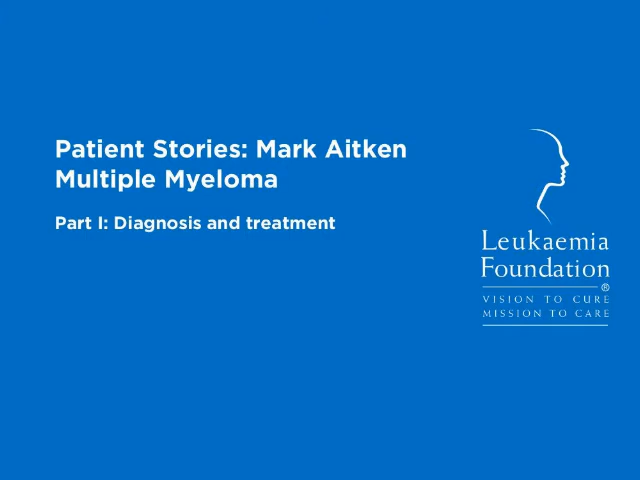 Patient Stories: Mark Aitken
Multiple Myeloma
Part I: Diagnosis and treatment
Leukaemia
Foundation
®
VISION TO CURE
MISSION TO CARE